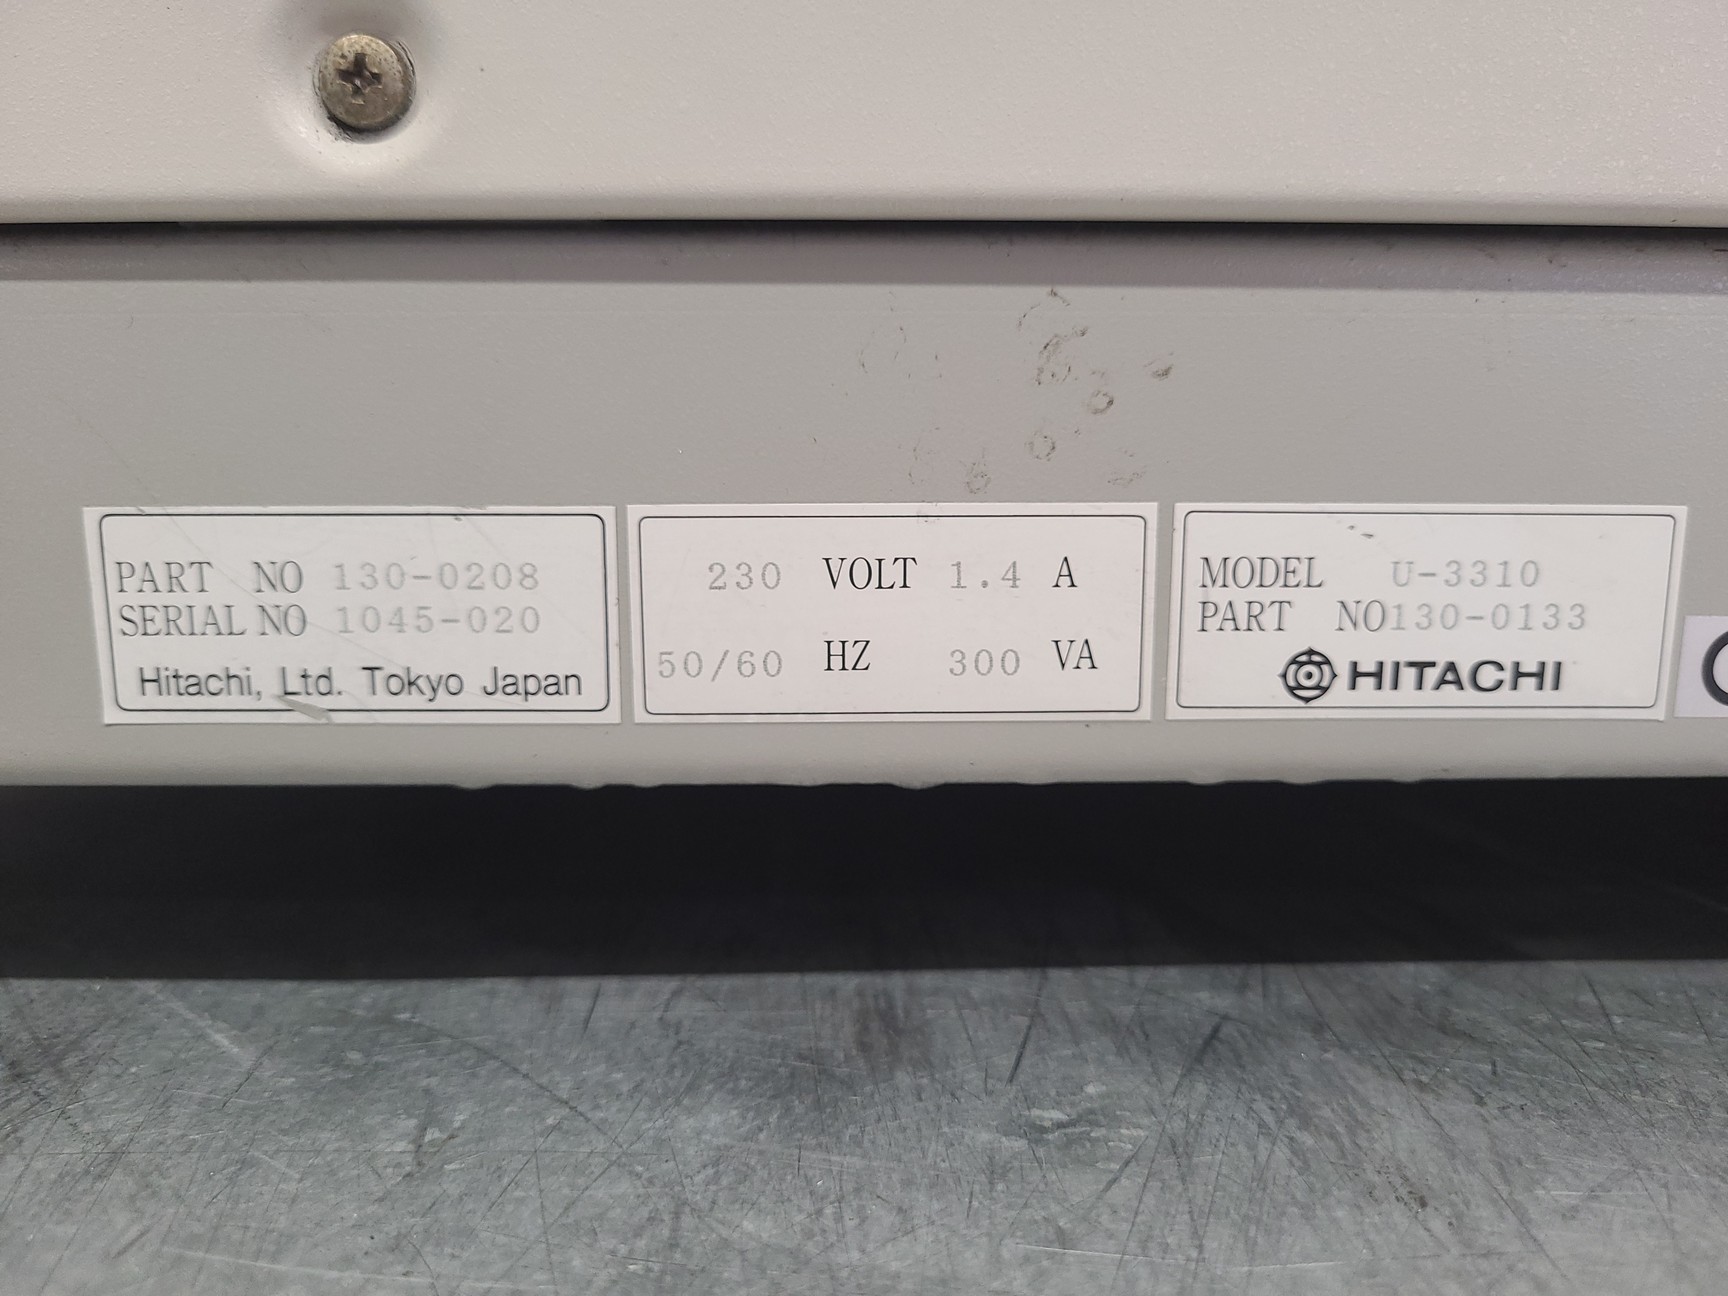 PART NO 130-0208
SERIAL NO 1045-020
Hitachi, Ltd. Tokyo Japan
230 VOLT 1.4 A
50/60 HZ 300 VA
MODEL U-3310
PART NO130-0133
HITACHI